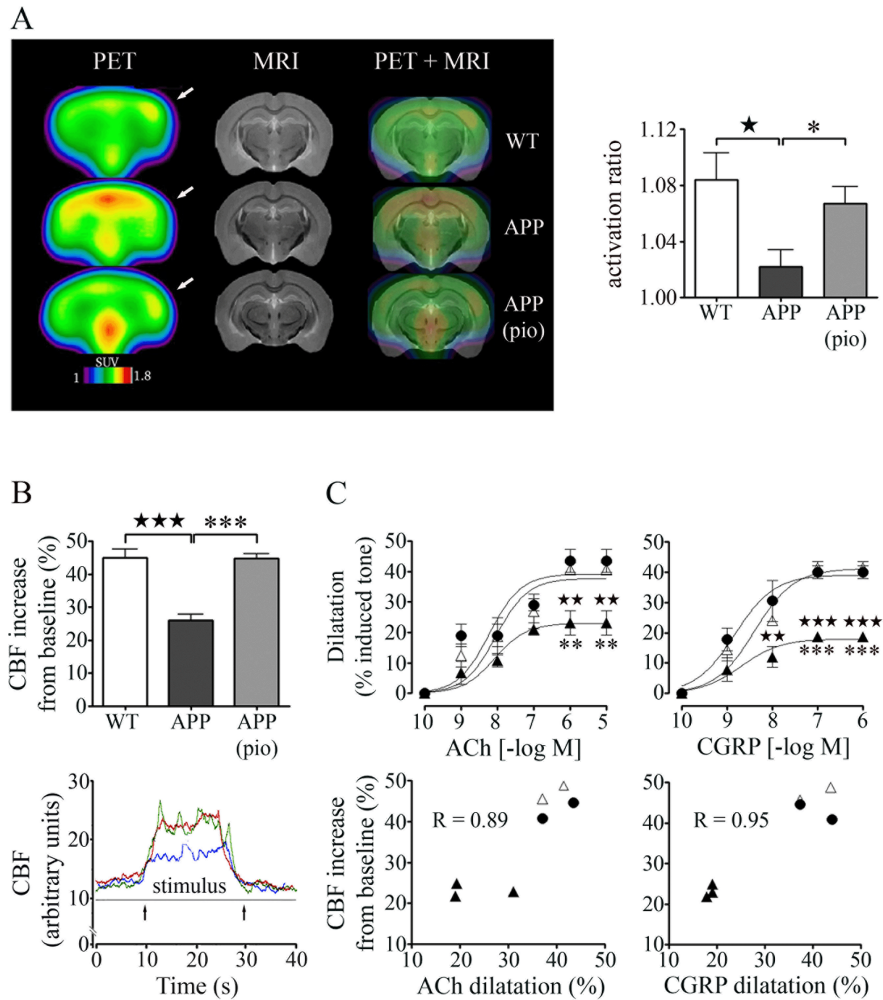 A
PET MRI PET + MRI
WT
APP
APP
(pio)
SUV
1 1.8
activation ratio
1.12
1.08
1.04
1.00
★ *
WT APP APP
(pio)
B
CBF increase
from baseline (%)
50
40
30
20
10
0
★★★ ***
WT APP APP
(pio)
CBF
(arbitrary units)
30
20
10
0
stimulus
0 10 20 30 40
Time (s)
C
Dilatation
(% induced tone)
50
40
30
20
10
0
★★ ★★
** **
10 9 8 7 6 5
ACh [-log M]
50
40
30
20
10
0
★★ ★★★ ★★★
*** ***
10 9 8 7 6
CGRP [-log M]
CBF increase
from baseline (%)
50
40
30
20
10
R = 0.89
10 20 30 40 50
ACh dilatation (%)
50
40
30
20
10
R = 0.95
10 20 30 40 50
CGRP dilatation (%)